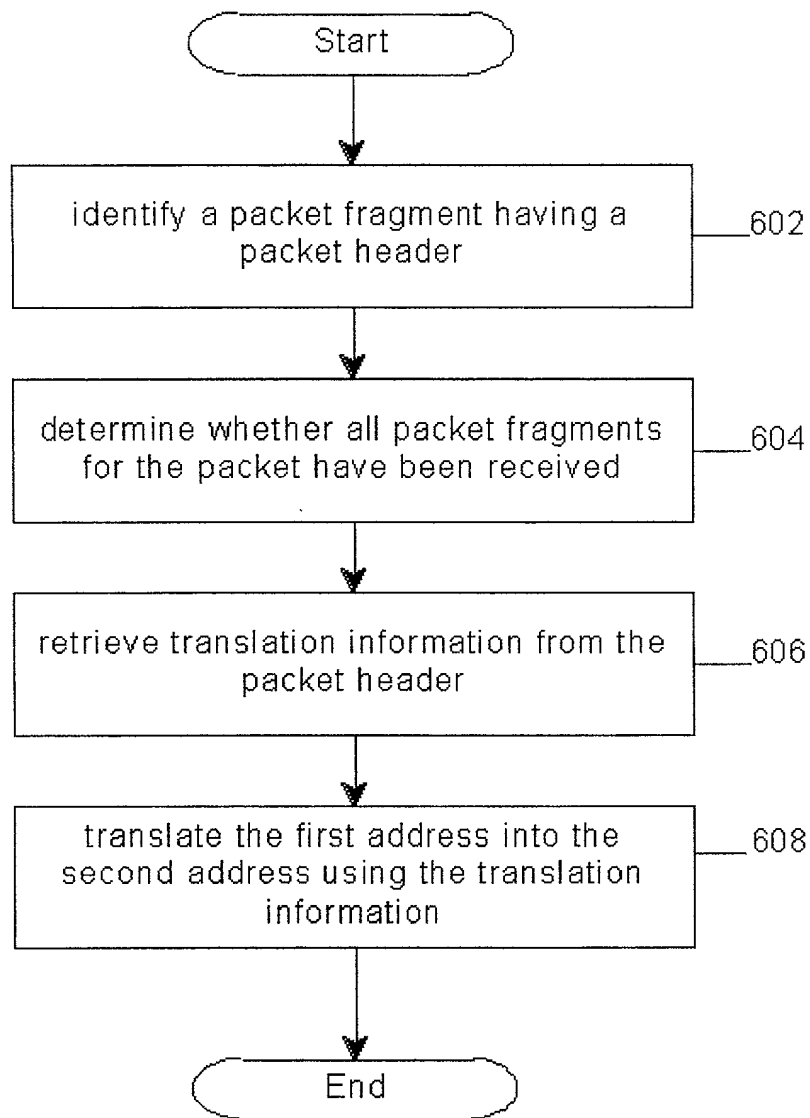 Start
identify a packet fragment having a
packet header
602
determine whether all packet fragments
for the packet have been received
604
retrieve translation information from the
packet header
606
translate the first address into the
second address using the translation
information
608
End